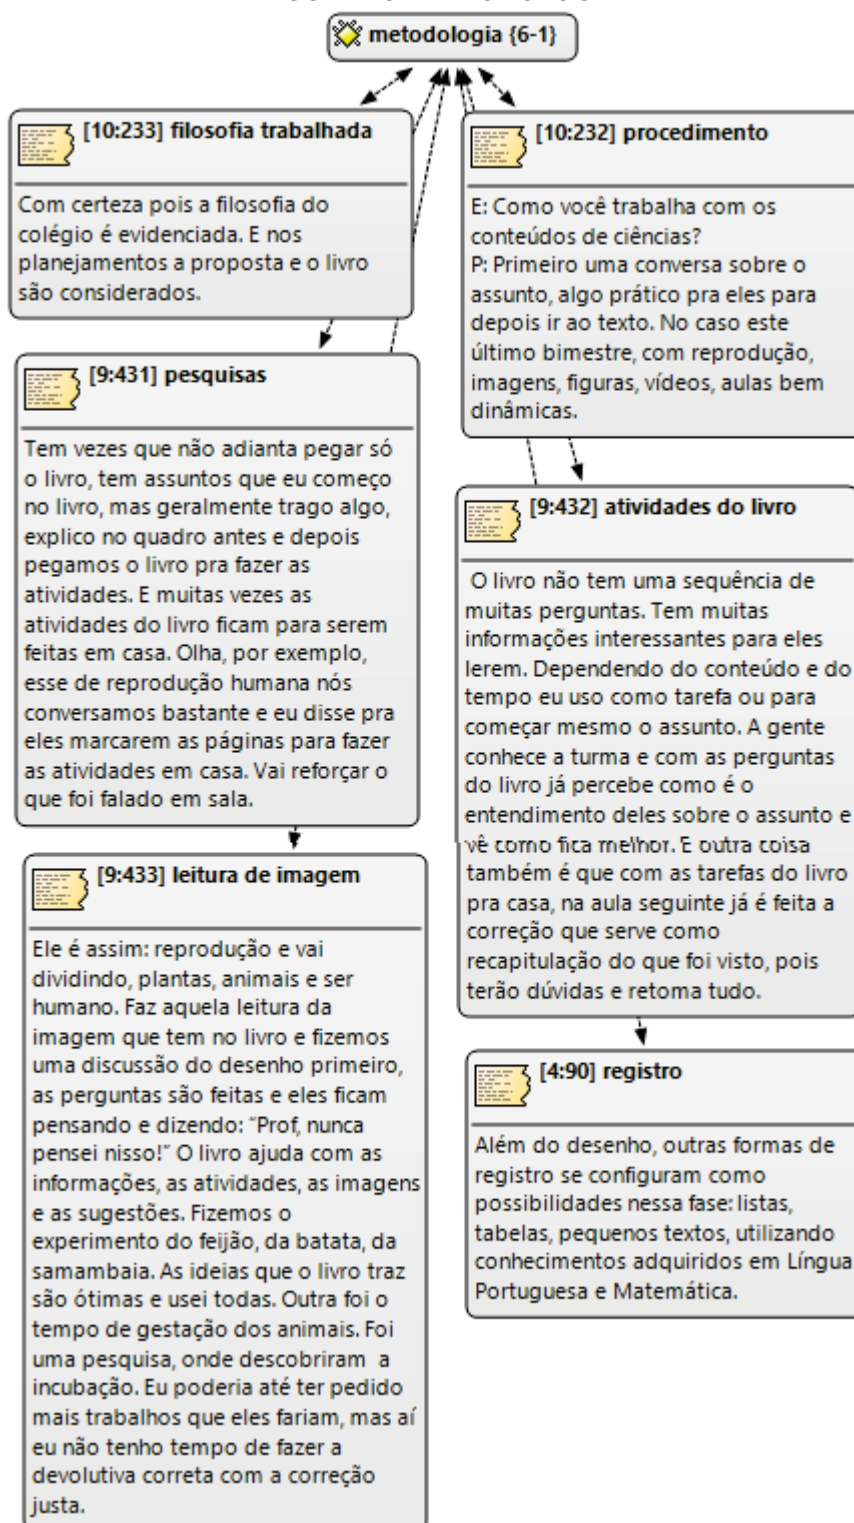 metodologia {6-1}
[10:233] filosofia trabalhada
Com certeza pois a filosofia do
colégio é evidenciada. E nos
planejamentos a proposta e o livro
são considerados.
[10:232] procedimento
E: Como você trabalha com os
conteúdos de ciências?
P: Primeiro uma conversa sobre o
assunto, algo prático pra eles para
depois ir ao texto. No caso este
último bimestre, com reprodução,
imagens, figuras, vídeos, aulas bem
dinâmicas.
[9:431] pesquisas
Tem vezes que não adianta pegar só
o livro, tem assuntos que eu começo
no livro, mas geralmente trago algo,
explico no quadro antes e depois
pegamos o livro pra fazer as
atividades. E muitas vezes as
atividades do livro ficam para serem
feitas em casa. Olha, por exemplo,
esse de reprodução humana nós
conversamos bastante e eu disse pra
eles marcarem as páginas para fazer
as atividades em casa. Vai reforçar o
que foi falado em sala.
[9:432] atividades do livro
O livro não tem uma sequência de
muitas perguntas. Tem muitas
informações interessantes para eles
lerem. Dependendo do conteúdo e do
tempo eu uso como tarefa ou para
começar mesmo o assunto. A gente
conhece a turma e com as perguntas
do livro já percebe como é o
entendimento deles sobre o assunto e
vê como fica melhor. E outra coisa
também é que com as tarefas do livro
pra casa, na aula seguinte já é feita a
correção que serve como
recapitulação do que foi visto, pois
terão dúvidas e retoma tudo.
[9:433] leitura de imagem
Ele é assim: reprodução e vai
dividindo, plantas, animais e ser
humano. Faz aquela leitura da
imagem que tem no livro e fizemos
uma discussão do desenho primeiro,
as perguntas são feitas e eles ficam
pensando e dizendo: "Prof, nunca
pensei nisso!" O livro ajuda com as
informações, as atividades, as imagens
e as sugestões. Fizemos o
experimento do feijão, da batata, da
samambaia. As ideias que o livro traz
são ótimas e usei todas. Outra foi o
tempo de gestação dos animais. Foi
uma pesquisa, onde descobriram a
incubação. Eu poderia até ter pedido
mais trabalhos que eles fariam, mas aí
eu não tenho tempo de fazer a
devolutiva correta com a correção
justa.
[4:90] registro
Além do desenho, outras formas de
registro se configuram como
possibilidades nessa fase: listas,
tabelas, pequenos textos, utilizando
conhecimentos adquiridos em Língua
Portuguesa e Matemática.